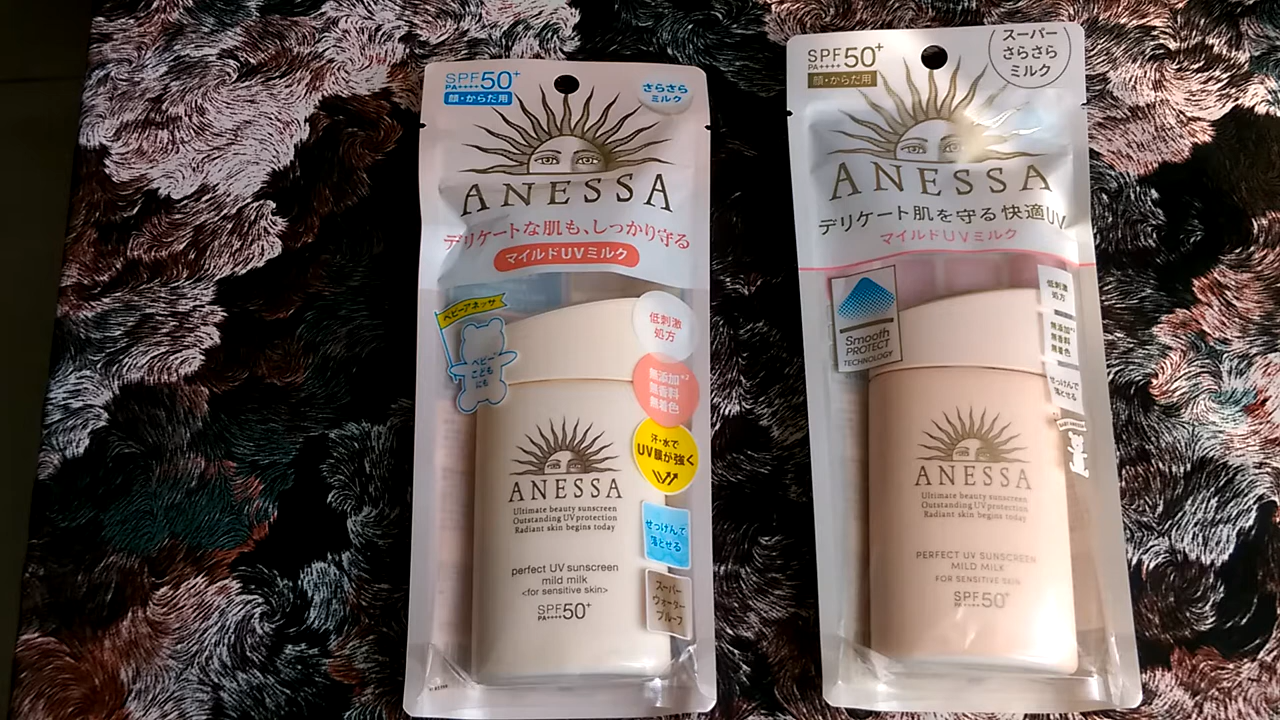 SPF50+
PA++++
顔・からだ用
さらさら
ミルク
ANESSA
デリケートな肌も、しっかり守る
マイルドUVミルク
ベビーアネッサ
ベビー
こども
にも
低刺激
処方
無添加*²
無香料
無着色
汗・水で
UV膜が強く
せっけんで
落とせる
スーパー
ウォーター
プルーフ
ANESSA
Ultimate beauty sunscreen
Outstanding UV protection
Radiant skin begins today
perfect UV sunscreen
mild milk
<for sensitive skin>
SPF50+
PA++++
SPF50+
PA++++
顔・からだ用
スーパー
さらさら
ミルク
ANESSA
デリケート肌を守る快適UV
マイルドUVミルク
Smooth
PROTECT
TECHNOLOGY
低刺激
処方
無添加*¹
無香料
無着色
せっけんで
落とせる
ANESSA
Ultimate beauty sunscreen
Outstanding UV protection
Radiant skin begins today
PERFECT UV SUNSCREEN
MILD MILK
FOR SENSITIVE SKIN
SPF50+
PA++++